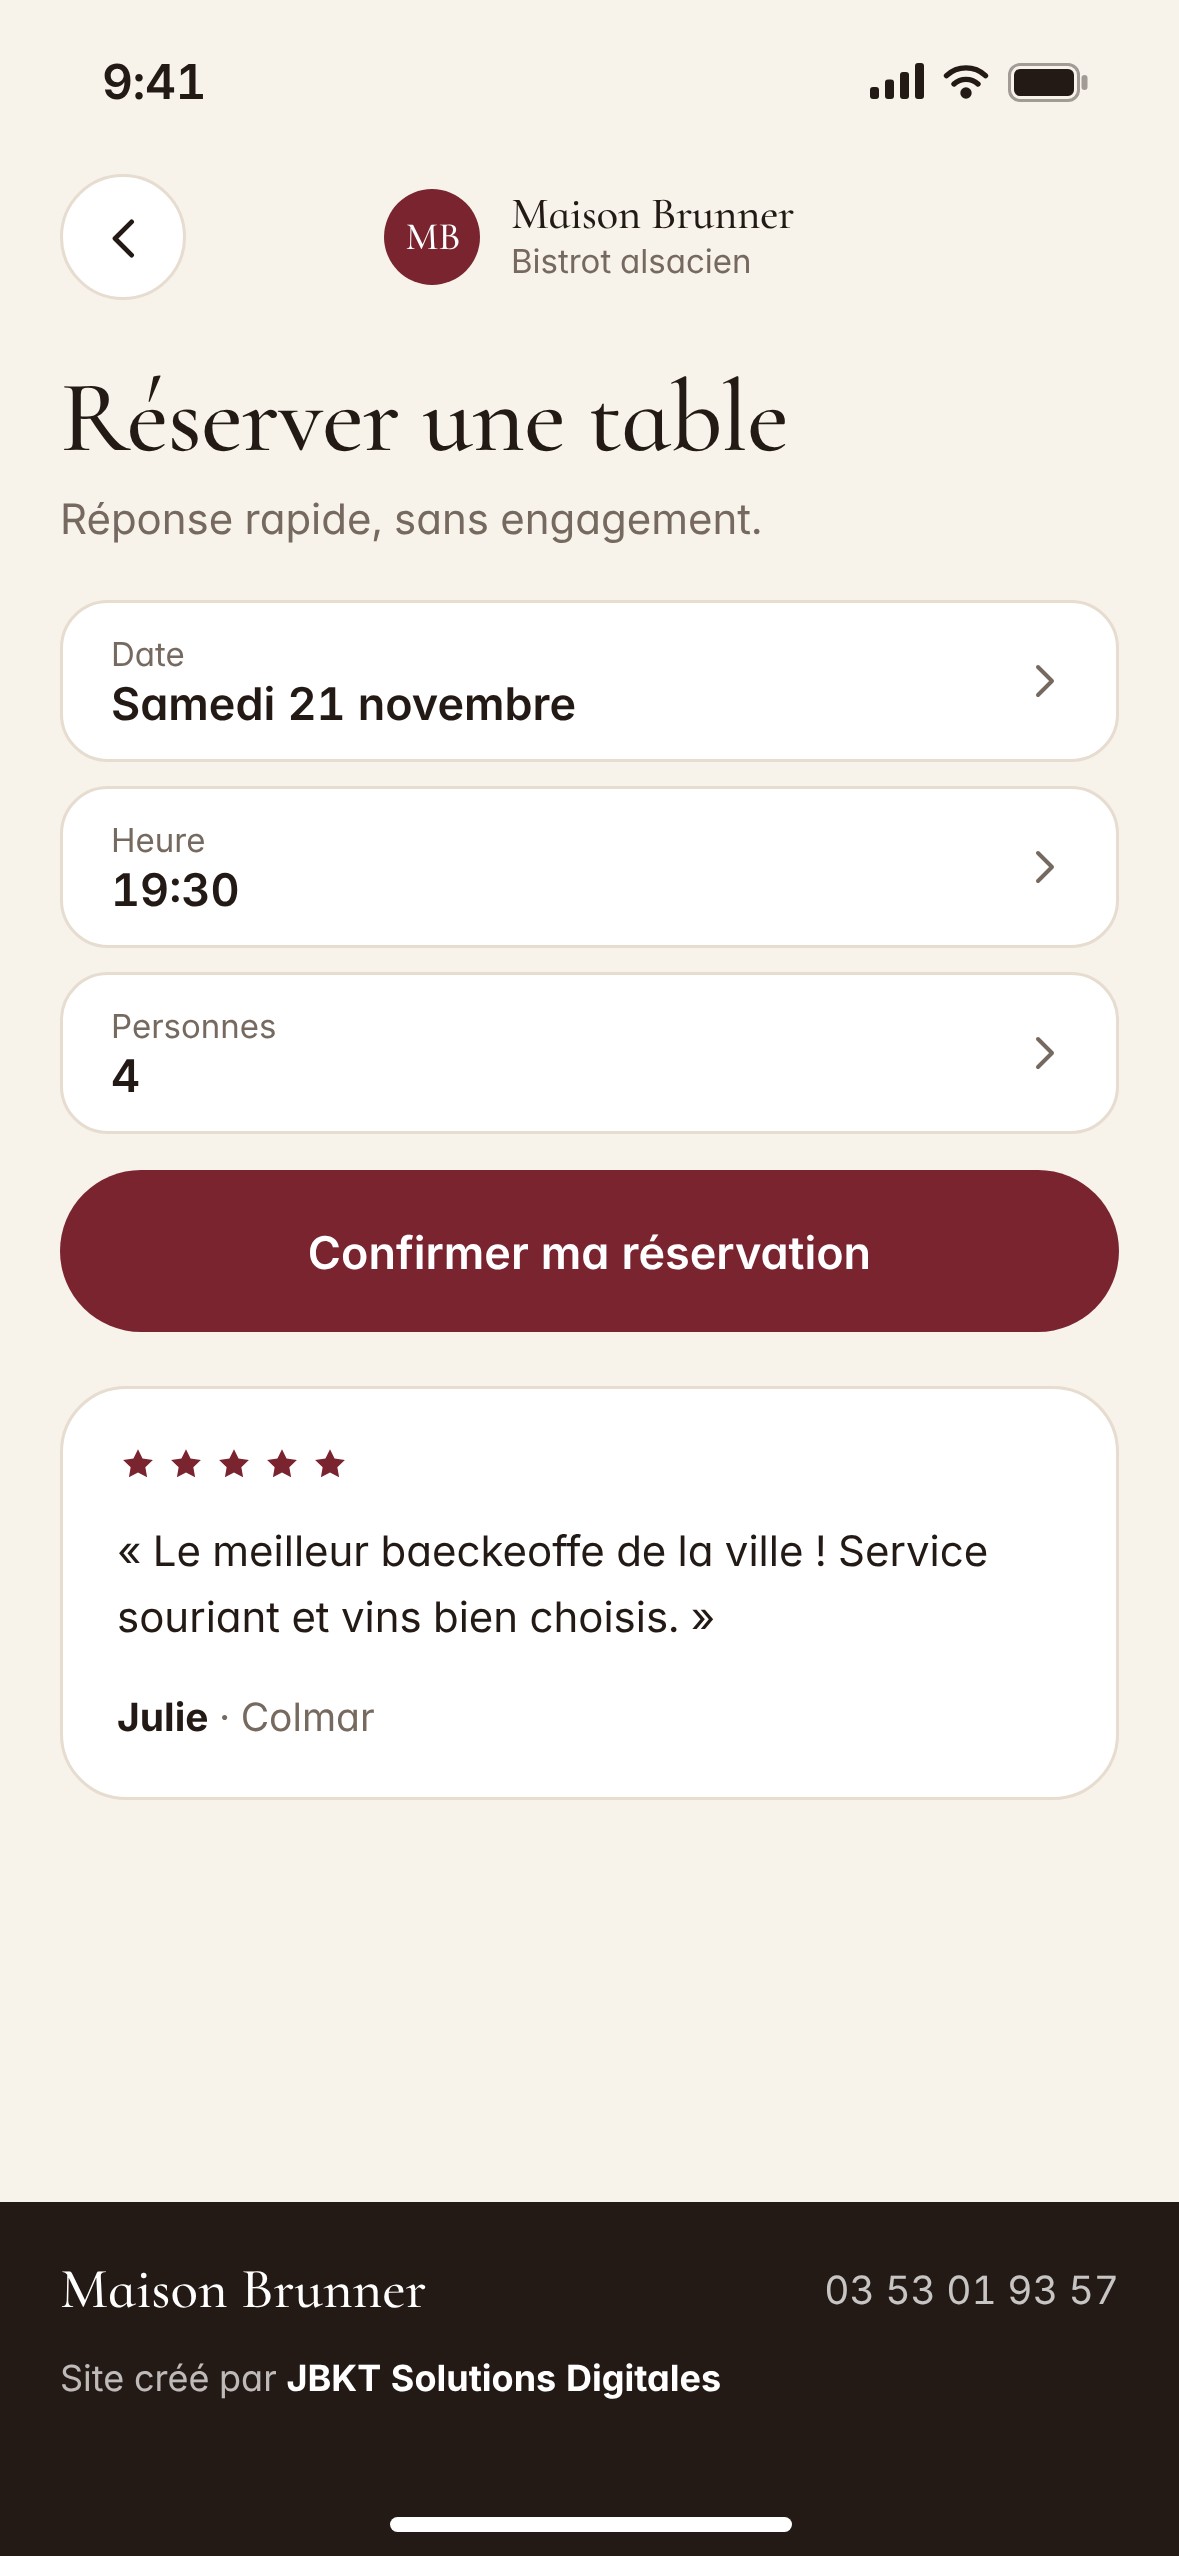 9:41
MB
Maison Brunner
Bistrot alsacien
Réserver une table
Réponse rapide, sans engagement.
Date
Samedi 21 novembre
Heure
19:30
Personnes
4
Confirmer ma réservation
« Le meilleur baeckeoffe de la ville ! Service
souriant et vins bien choisis. »
Julie · Colmar
Maison Brunner
03 53 01 93 57
Site créé par JBKT Solutions Digitales